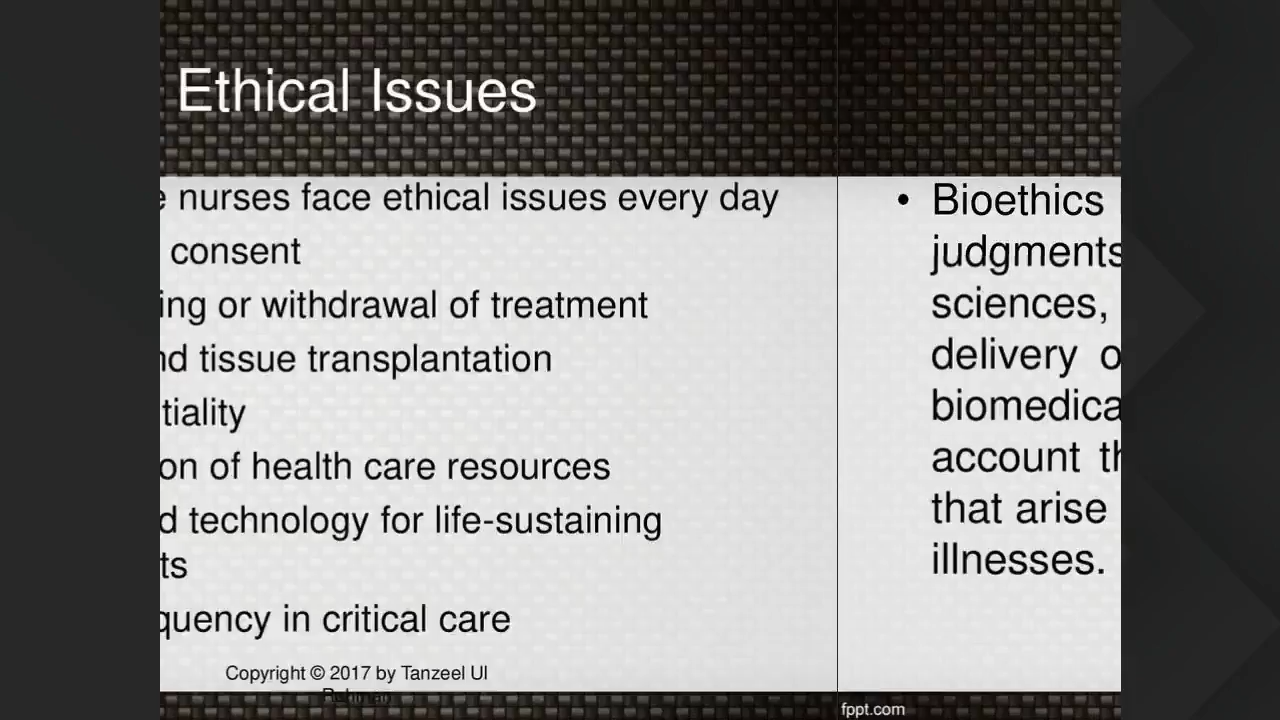 Ethical Issues
nurses face ethical issues every day
consent
ing or withdrawal of treatment
nd tissue transplantation
tiality
on of health care resources
d technology for life-sustaining
ts
quency in critical care
Copyright © 2017 by Tanzeel Ul
Rehman
• Bioethics
judgments
sciences,
delivery o
biomedica
account th
that arise
illnesses.
fppt.com